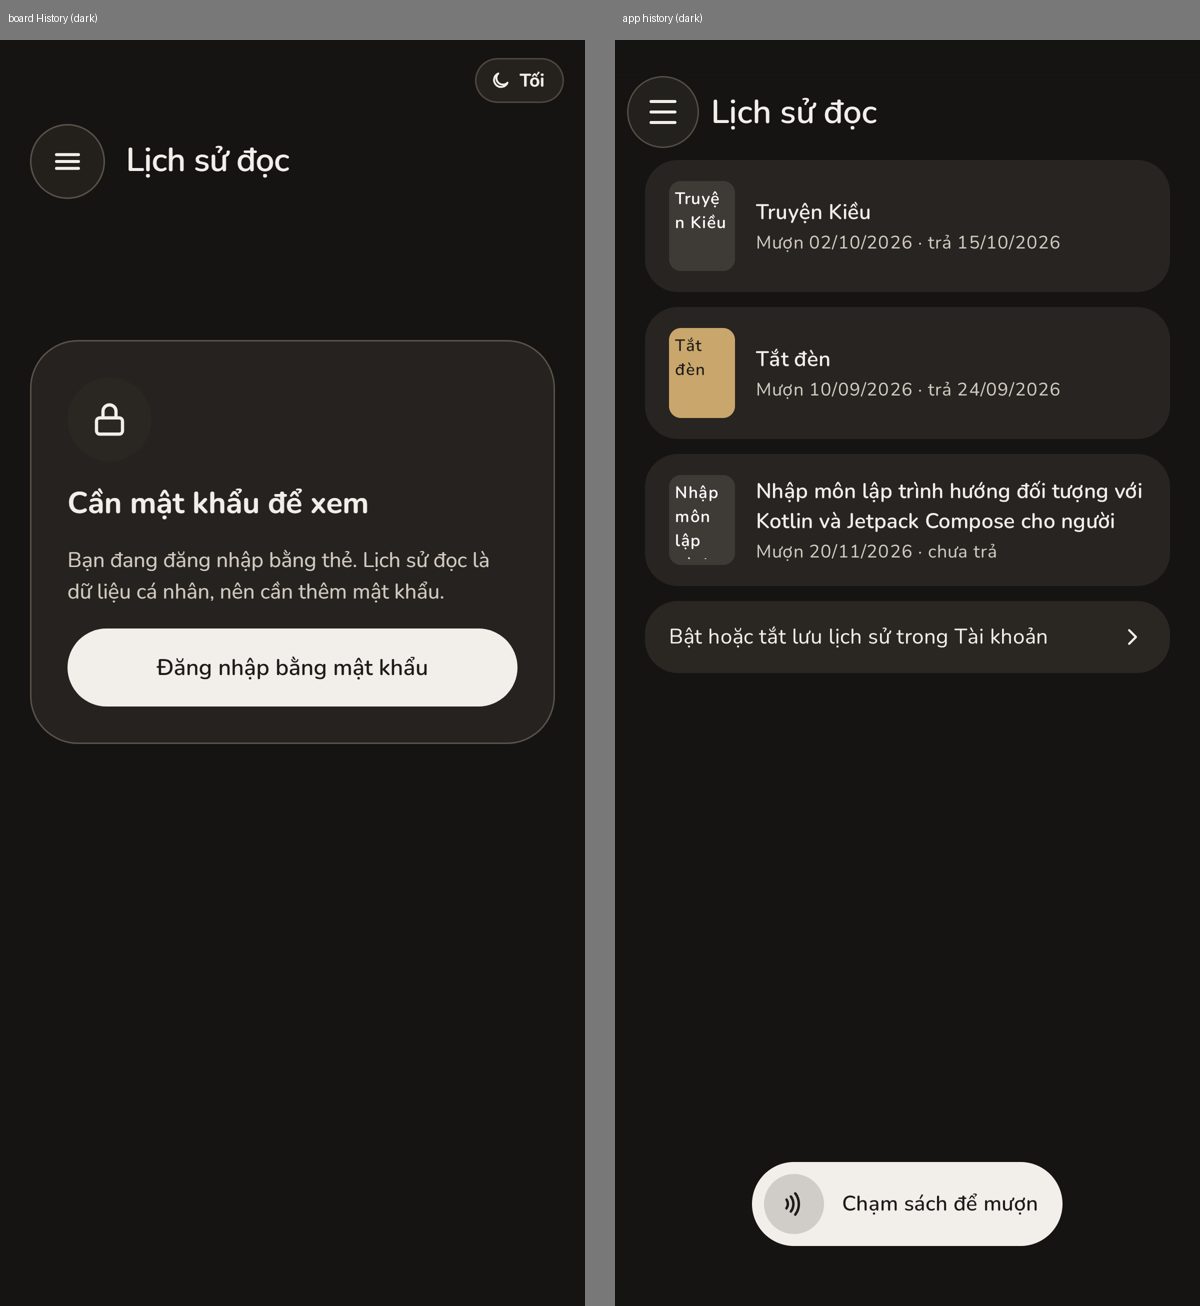 board History (dark)
Tối
Lịch sử đọc
Cần mật khẩu để xem
Bạn đang đăng nhập bằng thẻ. Lịch sử đọc là
dữ liệu cá nhân, nên cần thêm mật khẩu.
Đăng nhập bằng mật khẩu
app history (dark)
Lịch sử đọc
Truyệ
n Kiều
Truyện Kiều
Mượn 02/10/2026 · trả 15/10/2026
Tắt
đèn
Tắt đèn
Mượn 10/09/2026 · trả 24/09/2026
Nhập
môn
lập
Nhập môn lập trình hướng đối tượng với
Kotlin và Jetpack Compose cho người
Mượn 20/11/2026 · chưa trả
Bật hoặc tắt lưu lịch sử trong Tài khoản
Chạm sách để mượn